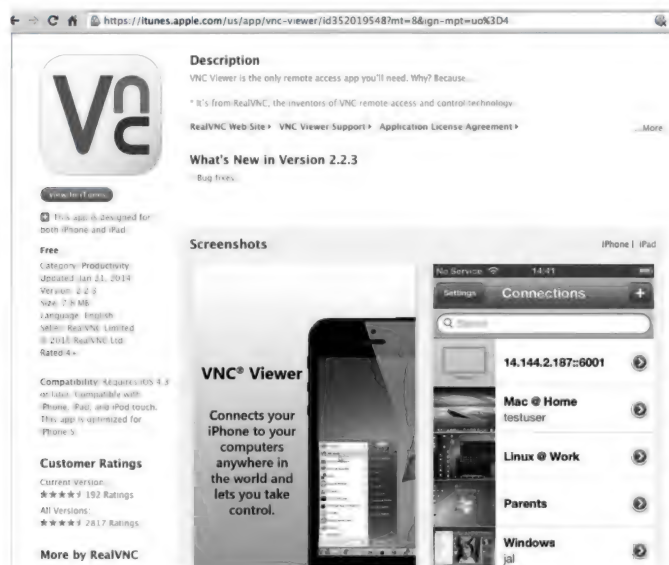 https://itunes.apple.com/us/app/vnc-viewer/id352019548?mt=8&ign-mpt=uo%3D4
Vnc
View In iTunes
This app is designed for
both iPhone and iPad
Free
Category: Productivity
Updated: Jan 31, 2014
Version: 2.2.3
Size: 7.8 MB
Language: English
Seller: RealVNC Limited
RealVNC Ltd.
Rated 4+
Compatibility: Requires iOS 4.3
or later. Compatible with
iPhone, iPad, and iPod touch.
This app is optimized for
iPhone 5.
Customer Ratings
Current Version:
192 Ratings
All Versions:
2817 Ratings
More by RealVNC
Description
VNC Viewer is the only remote access app you'll need. Why? Because...
* It's from RealVNC, the inventors of VNC remote access and control technology.
RealVNC Web Site VNC Viewer Support Application License Agreement
...More
What's New in Version 2.2.3
Bug fixes.
Screenshots
iPhone | iPad
VNC® Viewer
Connects your
iPhone to your
computers
anywhere in
the world and
lets you take
control.
No Service 14:41
Settings Connections +
Search
14.144.2.187::6001
Mac @ Home
testuser
Linux @ Work
Parents
Windows
jal